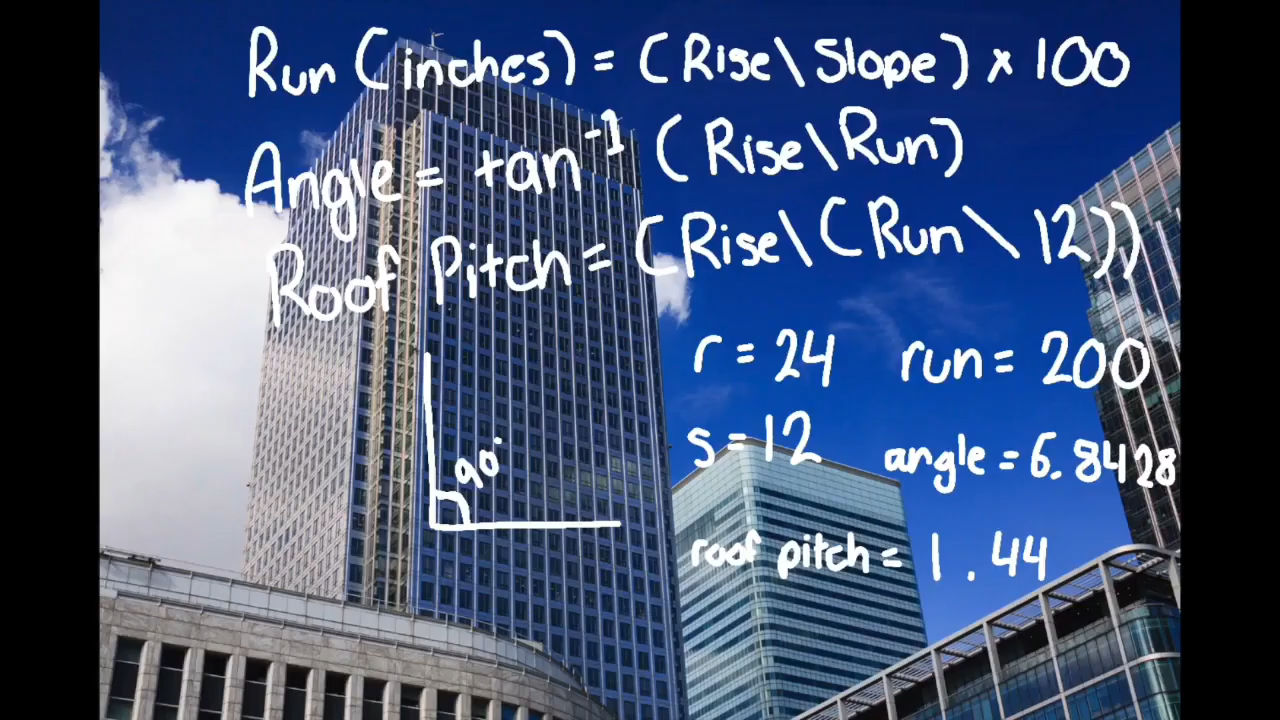 Run (inches) = (Rise\Slope) × 100
Angle = tan⁻¹ (Rise\Run)
Roof Pitch = (Rise\(Run \ 12))
r = 24 run = 200
s = 12 angle = 6.8428
90°
roof pitch = 1.44